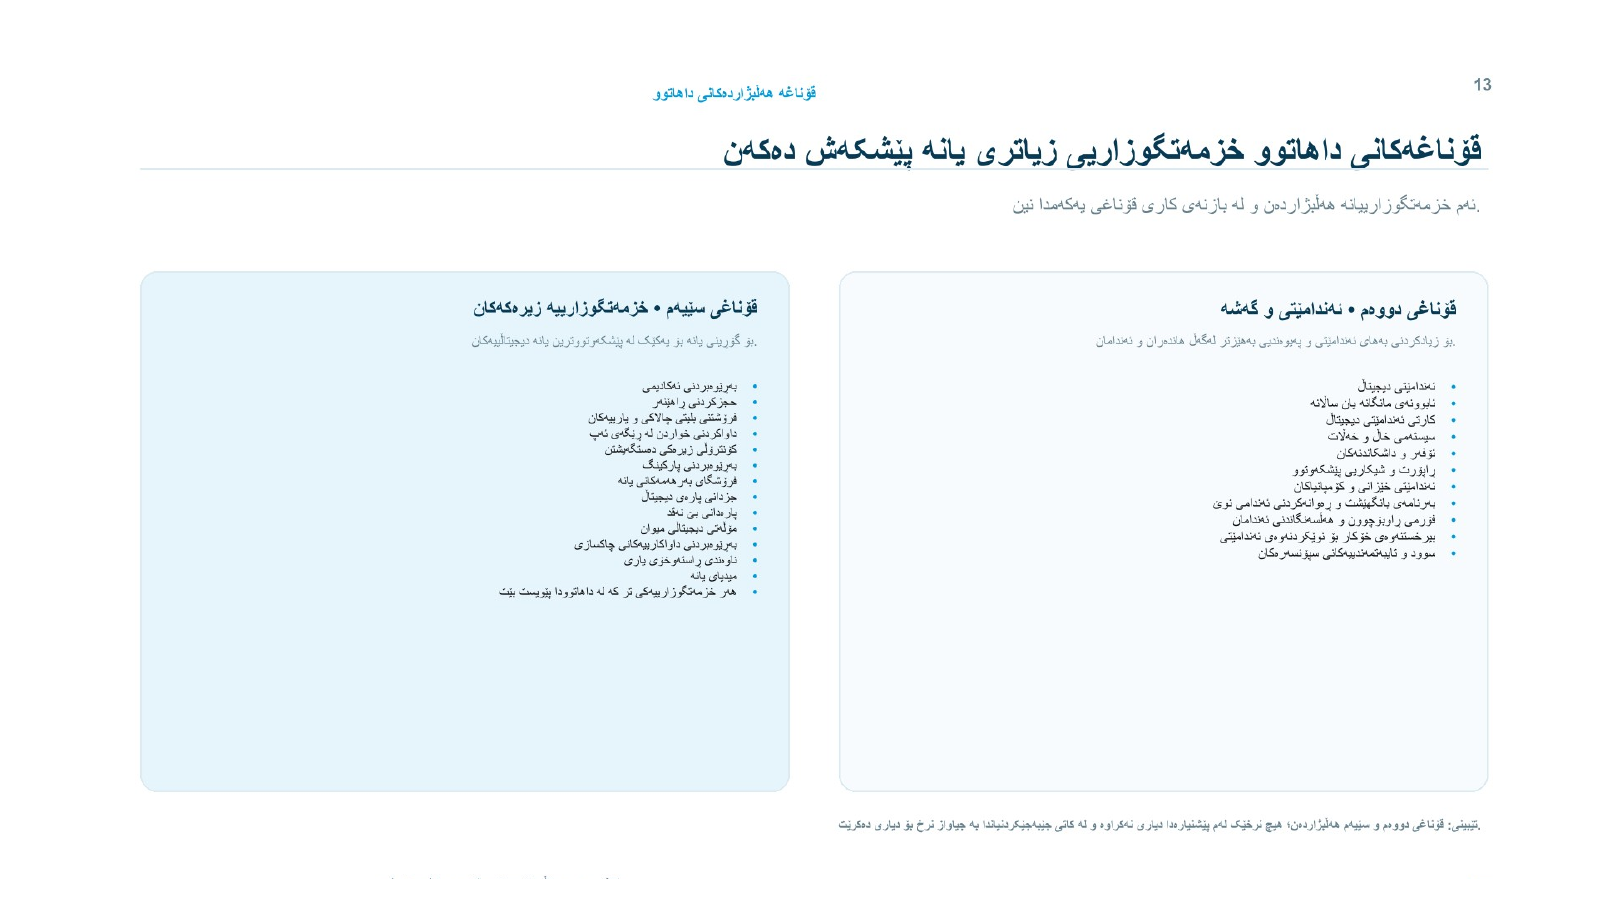 13
قۆناغە هەڵبژاردەکانی داهاتوو
قۆناغەکانی داهاتوو خزمەتگوزاریی زیاتری یانە پێشکەش دەکەن
ئەم خزمەتگوزارییانە هەڵبژاردەن و لە بازنەی کاری قۆناغی یەکەمدا نین.
قۆناغی دووەم • ئەندامێتی و گەشە
بۆ زیادکردنی بەهای ئەندامێتی و پەیوەندیی بەهێزتر لەگەڵ هاندەران و ئەندامان.
• ئەندامێتی دیجیتاڵ
• ئابوونەی مانگانە یان ساڵانە
• کارتی ئەندامێتی دیجیتاڵ
• سیستەمی خاڵ و خەڵات
• ئۆفەر و داشکاندنەکان
• ڕاپۆرت و شیکاریی پێشکەوتوو
• ئەندامێتی خێزانی و کۆمپانیاکان
• بەرنامەی بانگهێشت و ڕەوانەکردنی ئەندامی نوێ
• فۆرمی ڕاوبۆچوون و هەڵسەنگاندنی ئەندامان
• بیرخستنەوەی خۆکار بۆ نوێکردنەوەی ئەندامێتی
• سوود و تایبەتمەندییەکانی سپۆنسەرەکان
قۆناغی سێیەم • خزمەتگوزارییە زیرەکەکان
بۆ گۆڕینی یانە بۆ یەکێک لە پێشکەوتووترین یانە دیجیتاڵییەکان.
• بەڕێوەبردنی ئەکادیمی
• حجزکردنی ڕاهێنەر
• فرۆشتنی بلیتی چالاکی و یارییەکان
• داواکردنی خواردن لە ڕێگەی ئەپ
• کۆنترۆڵی زیرەکی دەستگەیشتن
• بەڕێوەبردنی پارکینگ
• فرۆشگای بەرهەمەکانی یانە
• جزدانی پارەی دیجیتاڵ
• پارەدانی بێ نەقد
• مۆڵەتی دیجیتاڵی میوان
• بەڕێوەبردنی داواکارییەکانی چاکسازی
• ناوەندی ڕاستەوخۆی یاری
• میدیای یانە
• هەر خزمەتگوزارییەکی تر کە لە داهاتوودا پێویست بێت
تێبینی: قۆناغی دووەم و سێیەم هەڵبژاردەن؛ هیچ نرخێک لەم پێشنیارەدا دیاری نەکراوە و لە کاتی جێبەجێکردنیاندا بە جیاواز نرخ بۆ دیاری دەکرێت.